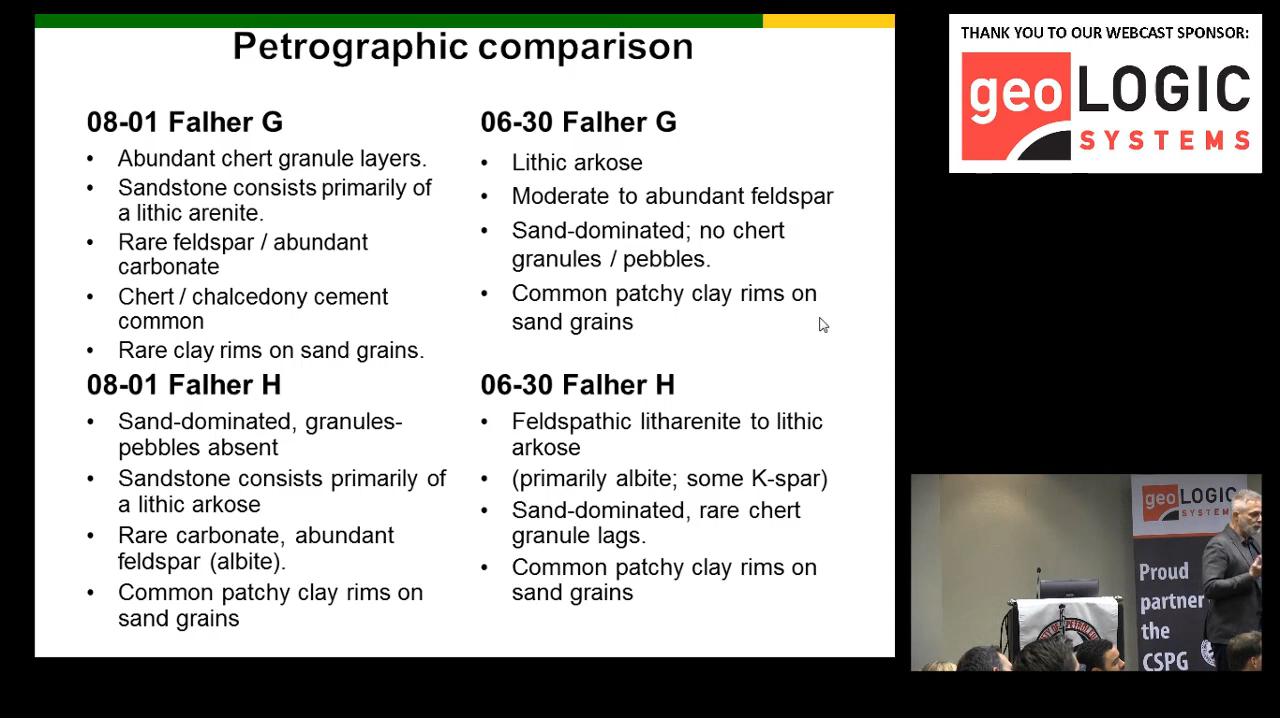 Petrographic comparison
08-01 Falher G
• Abundant chert granule layers.
• Sandstone consists primarily of
a lithic arenite.
• Rare feldspar / abundant
carbonate
• Chert / chalcedony cement
common
• Rare clay rims on sand grains.
08-01 Falher H
• Sand-dominated, granules-
pebbles absent
• Sandstone consists primarily of
a lithic arkose
• Rare carbonate, abundant
feldspar (albite).
• Common patchy clay rims on
sand grains
06-30 Falher G
• Lithic arkose
• Moderate to abundant feldspar
• Sand-dominated; no chert
granules / pebbles.
• Common patchy clay rims on
sand grains
06-30 Falher H
• Feldspathic litharenite to lithic
arkose
• (primarily albite; some K-spar)
• Sand-dominated, rare chert
granule lags.
• Common patchy clay rims on
sand grains
THANK YOU TO OUR WEBCAST SPONSOR:
geoLOGIC
SYSTEMS
geoLOGIC
SYSTEMS
Proud
partner
the
CSPG